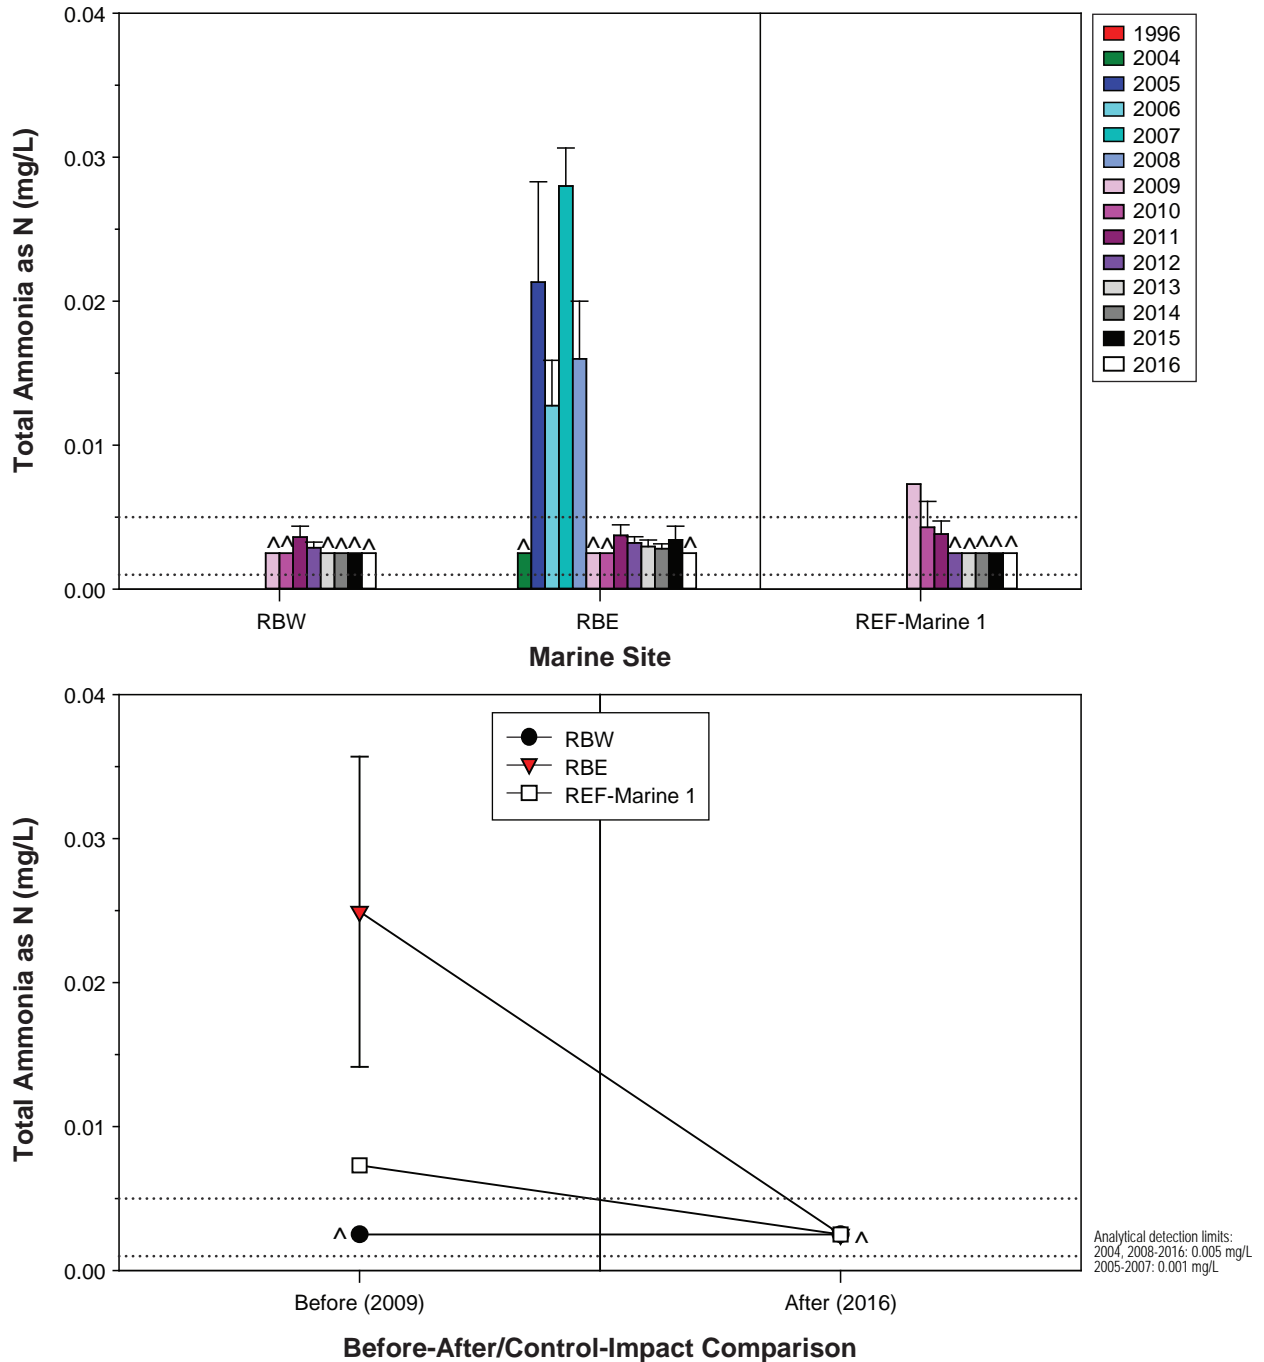 Total Ammonia as N (mg/L)
0.04
0.03
0.02
0.01
0.00
^ ^ ^ ^ ^ ^
^ ^ ^ ^
^ ^ ^ ^ ^
RBW RBE REF-Marine 1
Marine Site
1996
2004
2005
2006
2007
2008
2009
2010
2011
2012
2013
2014
2015
2016
Total Ammonia as N (mg/L)
0.04
0.03
0.02
0.01
0.00
RBW
RBE
REF-Marine 1
^ ^
Before (2009) After (2016)
Before-After/Control-Impact Comparison
Analytical detection limits:
2004, 2008-2016: 0.005 mg/L
2005-2007: 0.001 mg/L